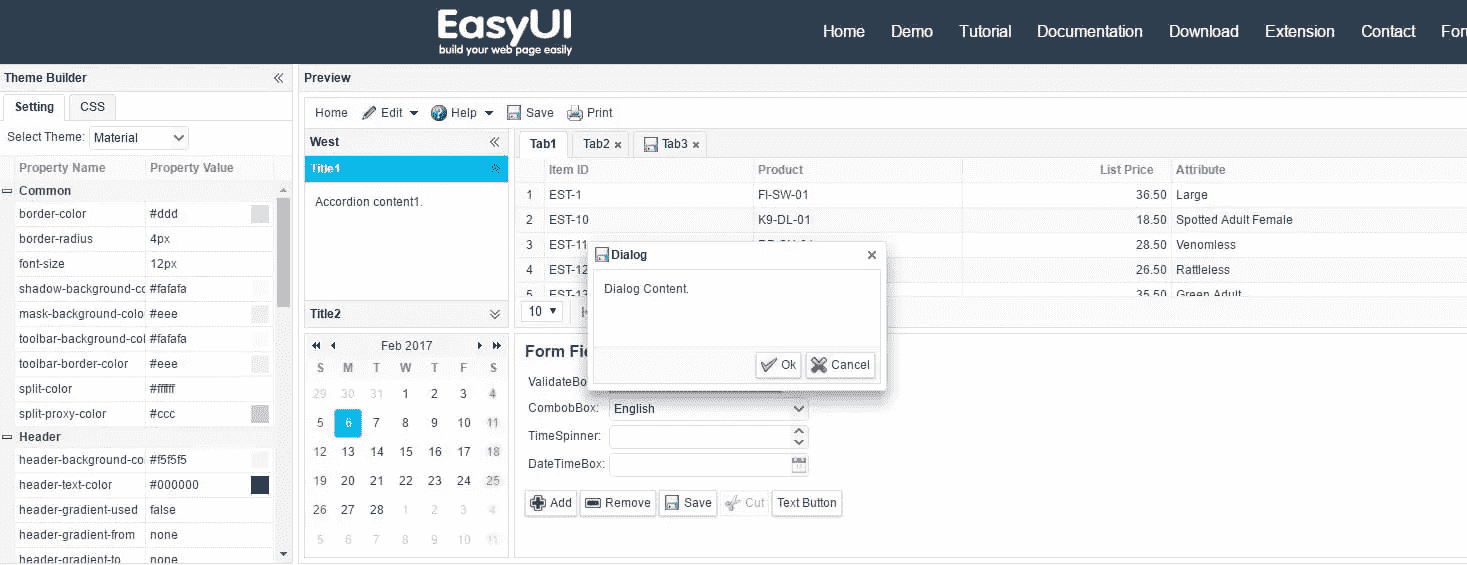 EasyUI
build your web page easily
Home Demo Tutorial Documentation Download Extension Contact
Theme Builder
Setting CSS
Select Theme: Material
Property Name Property Value
Common
border-color #ddd
border-radius 4px
font-size 12px
shadow-background-co #fafafa
mask-background-colo #eee
toolbar-background-col #fafafa
toolbar-border-color #eee
split-color #ffffff
split-proxy-color #ccc
Header
header-background-co #f5f5f5
header-text-color #000000
header-gradient-used false
header-gradient-from none
header-gradient-to none
Preview
Home Edit Help Save Print
West
Title1
Accordion content1.
Title2
Feb 2017
S M T W T F S
29 30 31 1 2 3 4
5 6 7 8 9 10 11
12 13 14 15 16 17 18
19 20 21 22 23 24 25
26 27 28 1 2 3 4
5 6 7 8 9 10 11
Tab1 Tab2 Tab3
Item ID Product List Price Attribute
1 EST-1 FI-SW-01 36.50 Large
2 EST-10 K9-DL-01 18.50 Spotted Adult Female
3 EST-11 28.50 Venomless
4 EST-12 26.50 Rattleless
5 EST-13 35.50 Green Adult
10
Dialog
Dialog Content.
Ok Cancel
Form Fie
ValidateBo
CombobBox: English
TimeSpinner:
DateTimeBox:
Add Remove Save Cut Text Button